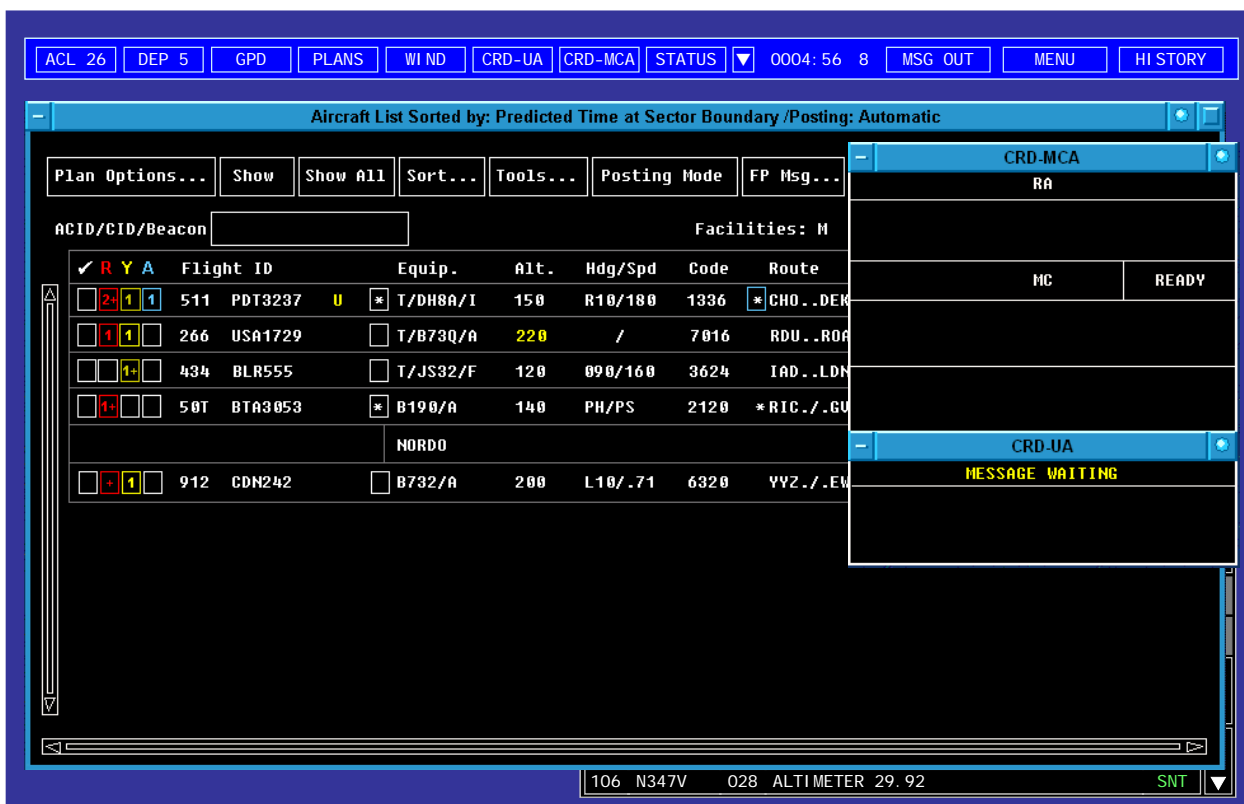 ACL 26 DEP 5 GPD PLANS WIND CRD-UA CRD-MCA STATUS ▼ 0004:56 8 MSG OUT MENU HISTORY
Aircraft List Sorted by: Predicted Time at Sector Boundary /Posting: Automatic
CRD-MCA
Plan Options... Show Show All Sort... Tools... Posting Mode FP Msg...
RA
ACID/CID/Beacon Facilities: M
✓ R Y A Flight ID Equip. Alt. Hdg/Spd Code Route
MC READY
2+ 1 1 511 PDT3237 U * T/DH8A/I 150 R10/180 1336 * CHO..DEK
1 1 266 USA1729 T/B73Q/A 220 / 7016 RDU..ROA
1+ 434 BLR555 T/JS32/F 120 090/160 3624 IAD..LDN
1+ 50T BTA3053 * B190/A 140 PH/PS 2120 *RIC./.GV
NORDO
CRD-UA
MESSAGE WAITING
+ 1 912 CDN242 B732/A 200 L10/.71 6320 YYZ./.EW
106 N347V 028 ALTIMETER 29.92 SNT ▼